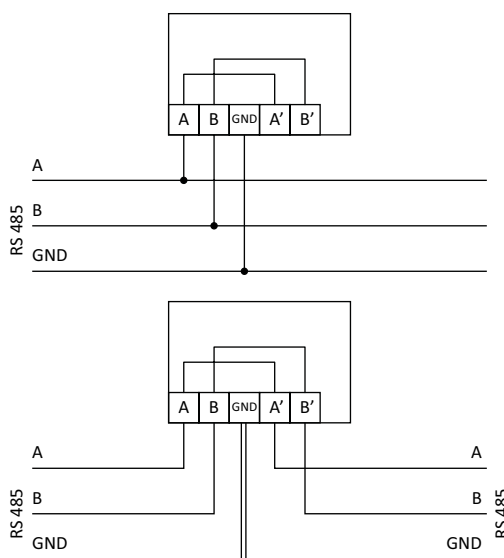 A B GND A’ B’
A
B
RS 485
GND
A B GND A’ B’
A A
B B
RS 485 RS 485
GND GND